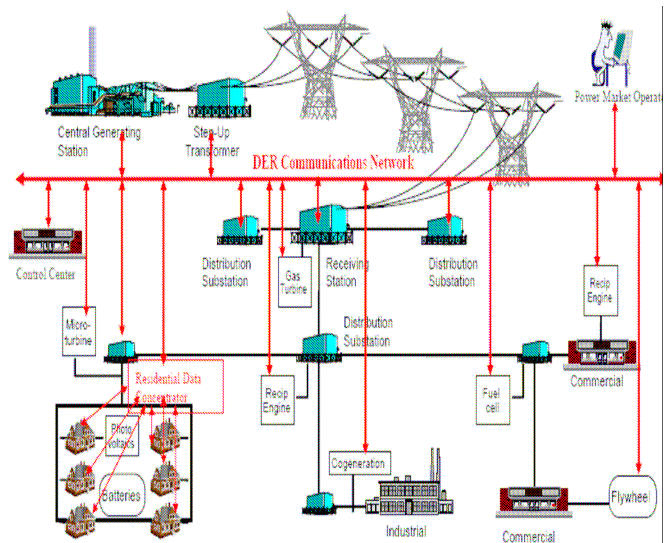 Central Generating
Station
Step-Up
Transformer
Power Market Operato
DER Communications Network
Control Center
Distribution
Substation
Gas
Turbine
Receiving
Station
Distribution
Substation
Recip
Engine
Micro-
turbine
Distribution
Substation
Commercial
Residential Data
Concentrator
Recip
Engine
Fuel
cell
Photo
voltaics
Batteries
Cogeneration
Industrial
Commercial
Flywheel